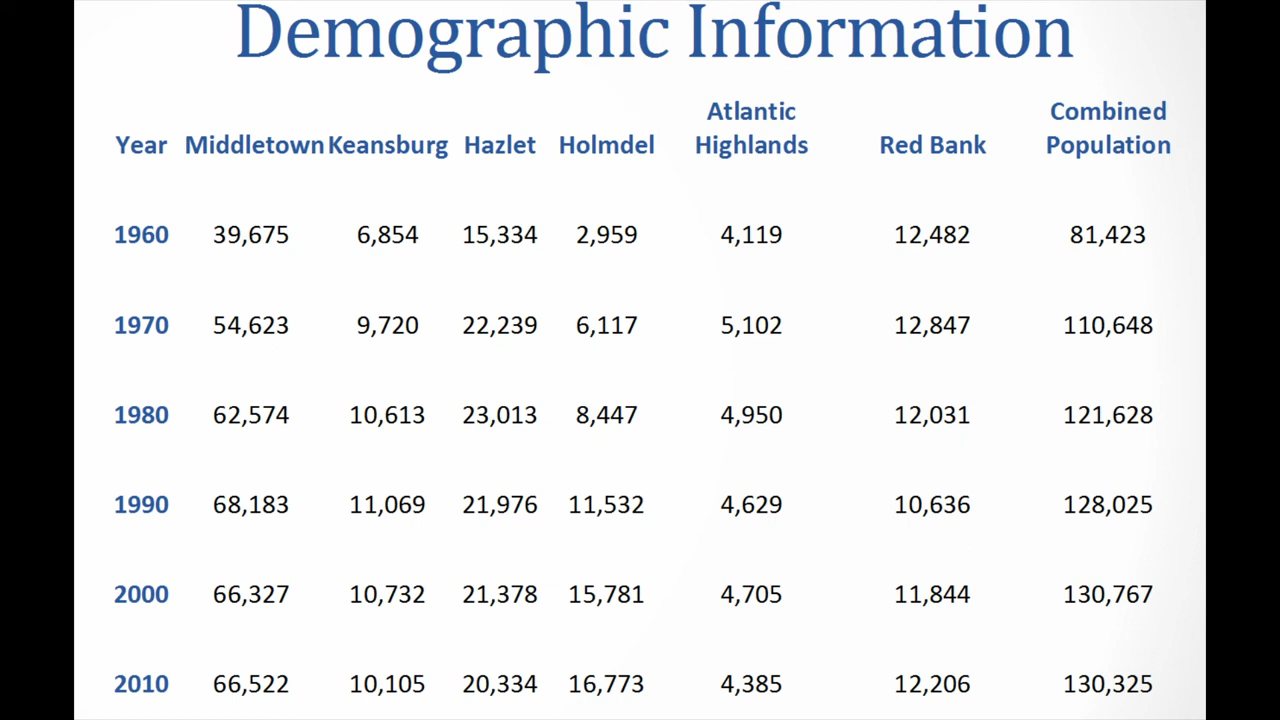 Demographic Information
Year Middletown Keansburg Hazlet Holmdel Atlantic Highlands Red Bank Combined Population
1960 39,675 6,854 15,334 2,959 4,119 12,482 81,423
1970 54,623 9,720 22,239 6,117 5,102 12,847 110,648
1980 62,574 10,613 23,013 8,447 4,950 12,031 121,628
1990 68,183 11,069 21,976 11,532 4,629 10,636 128,025
2000 66,327 10,732 21,378 15,781 4,705 11,844 130,767
2010 66,522 10,105 20,334 16,773 4,385 12,206 130,325